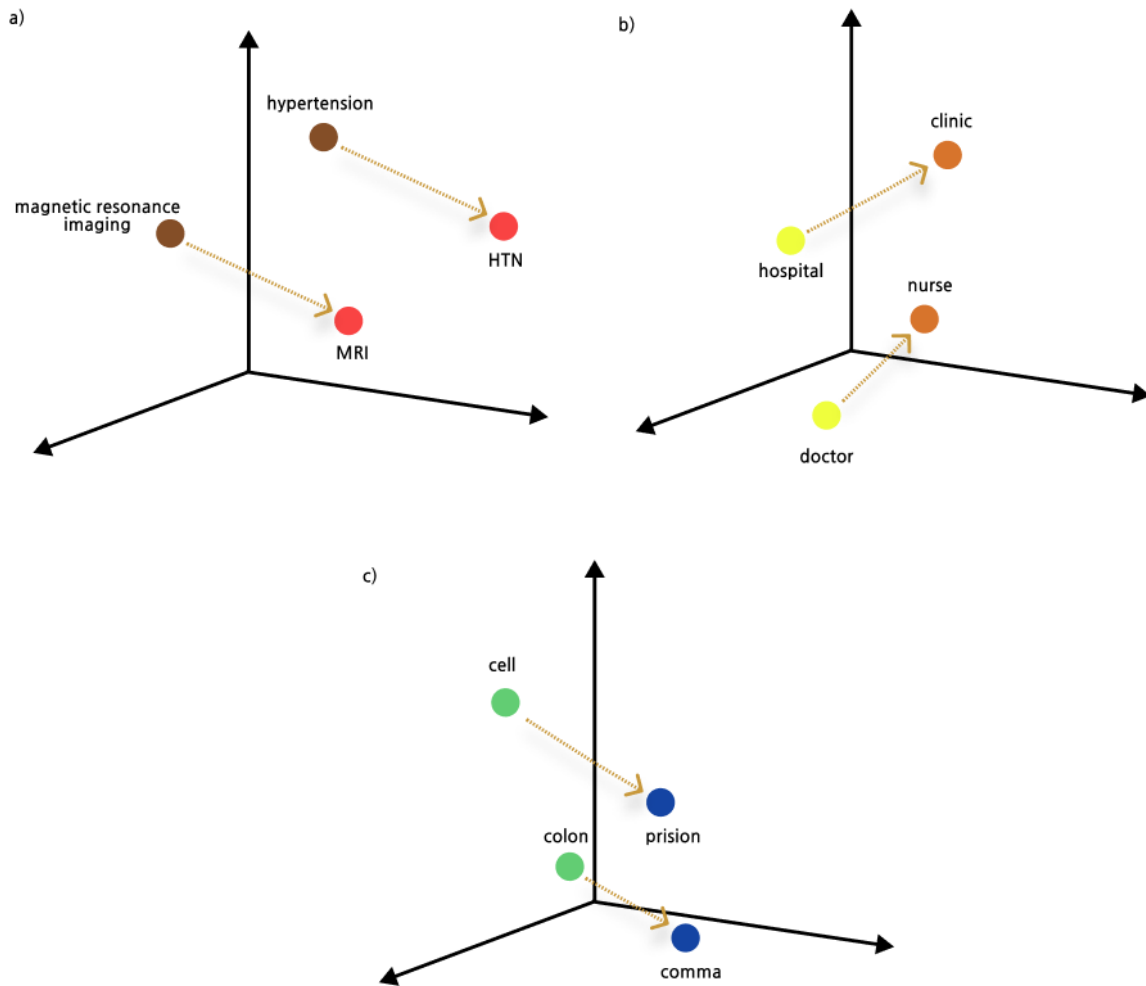 a)
hypertension
magnetic resonance
imaging
HTN
MRI
b)
clinic
hospital
nurse
doctor
c)
cell
prision
colon
comma